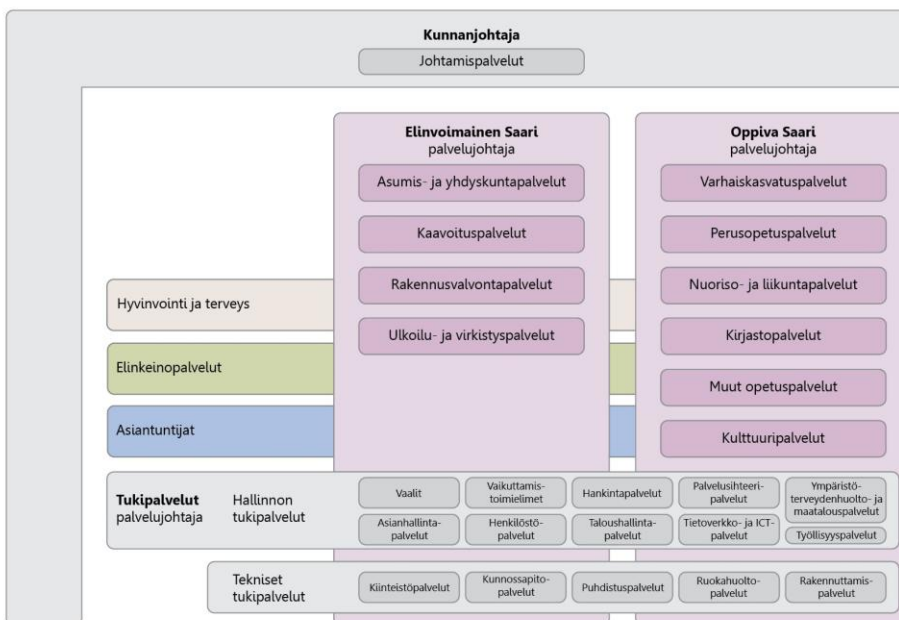 Kunnanjohtaja
Johtamispalvelut
Elinvoimainen Saari
palvelujohtaja
Asumis- ja yhdyskuntapalvelut
Kaavoituspalvelut
Rakennusvalvontapalvelut
Ulkoilu- ja virkistyspalvelut
Oppiva Saari
palvelujohtaja
Varhaiskasvatuspalvelut
Perusopetuspalvelut
Nuoriso- ja liikuntapalvelut
Kirjastopalvelut
Muut opetuspalvelut
Kulttuuripalvelut
Hyvinvointi ja terveys
Elinkeinopalvelut
Asiantuntijat
Tukipalvelut
palvelujohtaja
Hallinnon
tukipalvelut
Vaalit
Vaikuttamis-
toimielimet
Hankintapalvelut
Palvelusihteeri-
palvelut
Ympäristö-
terveydenhuolto- ja
maatalouspalvelut
Asianhallinta-
palvelut
Henkilöstö-
palvelut
Taloushallinta-
palvelut
Tietoverkko- ja ICT-
palvelut
Työllisyyspalvelut
Tekniset
tukipalvelut
Kiinteistöpalvelut
Kunnossapito-
palvelut
Puhdistuspalvelut
Ruokahuolto-
palvelut
Rakennuttamis-
palvelut